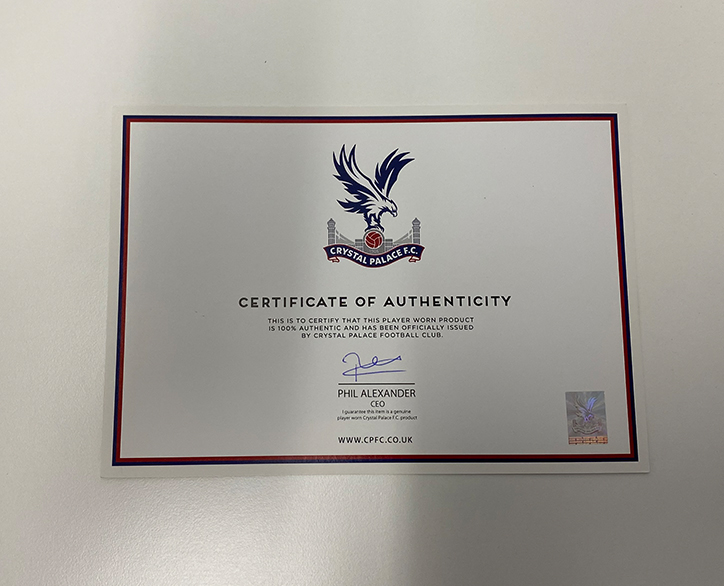 CRYSTAL PALACE F.C.
CERTIFICATE OF AUTHENTICITY
THIS IS TO CERTIFY THAT THIS PLAYER WORN PRODUCT
IS 100% AUTHENTIC AND HAS BEEN OFFICIALLY ISSUED
BY CRYSTAL PALACE FOOTBALL CLUB.
PHIL ALEXANDER
CEO
I guarantee this item is a genuine
player worn Crystal Palace F.C. product
WWW.CPFC.CO.UK